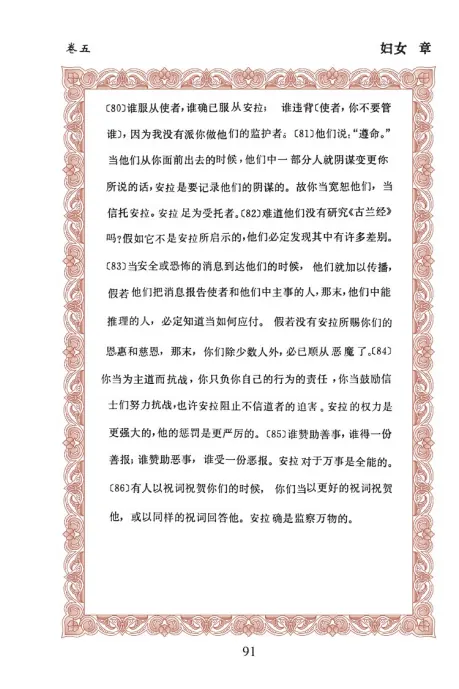 卷五
妇女 章
〔80〕谁服从使者，谁确已服从安拉； 谁违背〔使者，你不要管
谁〕，因为我没有派你做他们的监护者。〔81〕他们说：“遵命。”
当他们从你面前出去的时候，他们中一部分人就阴谋变更你
所说的话，安拉是要记录他们的阴谋的。故你当宽恕他们，当
信托安拉。安拉足为受托者。〔82〕难道他们没有研究《古兰经》
吗？假如它不是安拉所启示的，他们必定发现其中有许多差别。
〔83〕当安全或恐怖的消息到达他们的时候， 他们就加以传播，
假若他们把消息报告使者和他们中主事的人，那末，他们中能
推理的人，必定知道当如何应付。 假若没有安拉所赐你们的
恩惠和慈恩，那末，你们除少数人外，必已顺从恶魔了。〔84〕
你当为主道而抗战，你只负你自己的行为的责任，你当鼓励信
士们努力抗战，也许安拉阻止不信道者的迫害。安拉的权力是
更强大的，他的惩罚是更严厉的。〔85〕谁赞助善事，谁得一份
善报；谁赞助恶事，谁受一份恶报。安拉对于万事是全能的。
〔86〕有人以祝词祝贺你们的时候， 你们当以更好的祝词祝贺
他，或以同样的祝词回答他。安拉确是监察万物的。
91